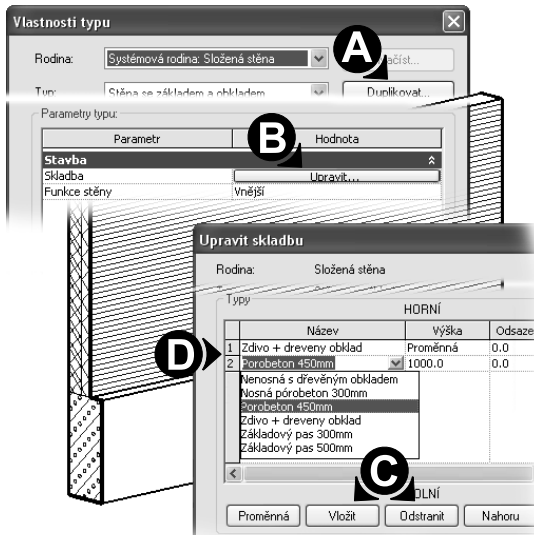 Vlastnosti typu
Rodina: Systémová rodina: Složená stěna
A
Typ: Stěna se základem a obkladem Duplikovat...
Parametry typu:
B
Parametr Hodnota
Stavba
Skladba Upravit...
Funkce stěny Vnější
Upravit skladbu
Rodina: Složená stěna
Typy
HORNÍ
Název Výška Odsaze
D
1 Zdivo + dreveny obklad Proměnná 0.0
2 Porobeton 450mm 1000.0 0.0
Nenosná s dřevěným obkladem
Nosná pórobeton 300mm
Porobeton 450mm
Zdivo + dreveny obklad
Základový pas 300mm
Základový pas 500mm
C
OLNÍ
Proměnná Vložit Odstranit Nahoru